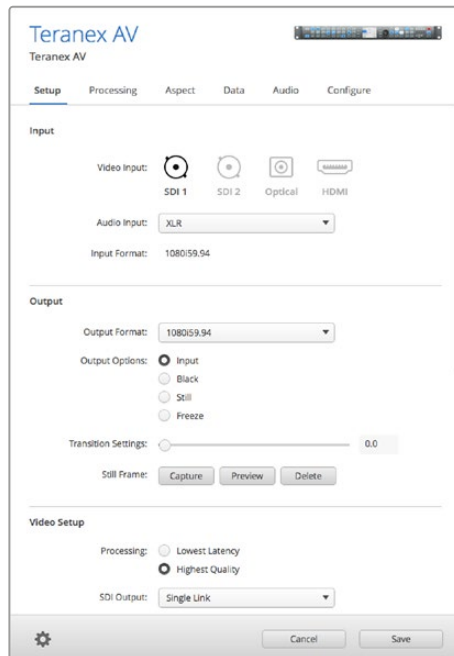 Teranex AV
Teranex AV
Setup Processing Aspect Data Audio Configure
Input
Video Input:
SDI 1 SDI 2 Optical HDMI
Audio Input: XLR
Input Format: 1080i59.94
Output
Output Format: 1080i59.94
Output Options: Input
Black
Still
Freeze
Transition Settings: 0.0
Still Frame: Capture Preview Delete
Video Setup
Processing: Lowest Latency
Highest Quality
SDI Output: Single Link
Cancel Save